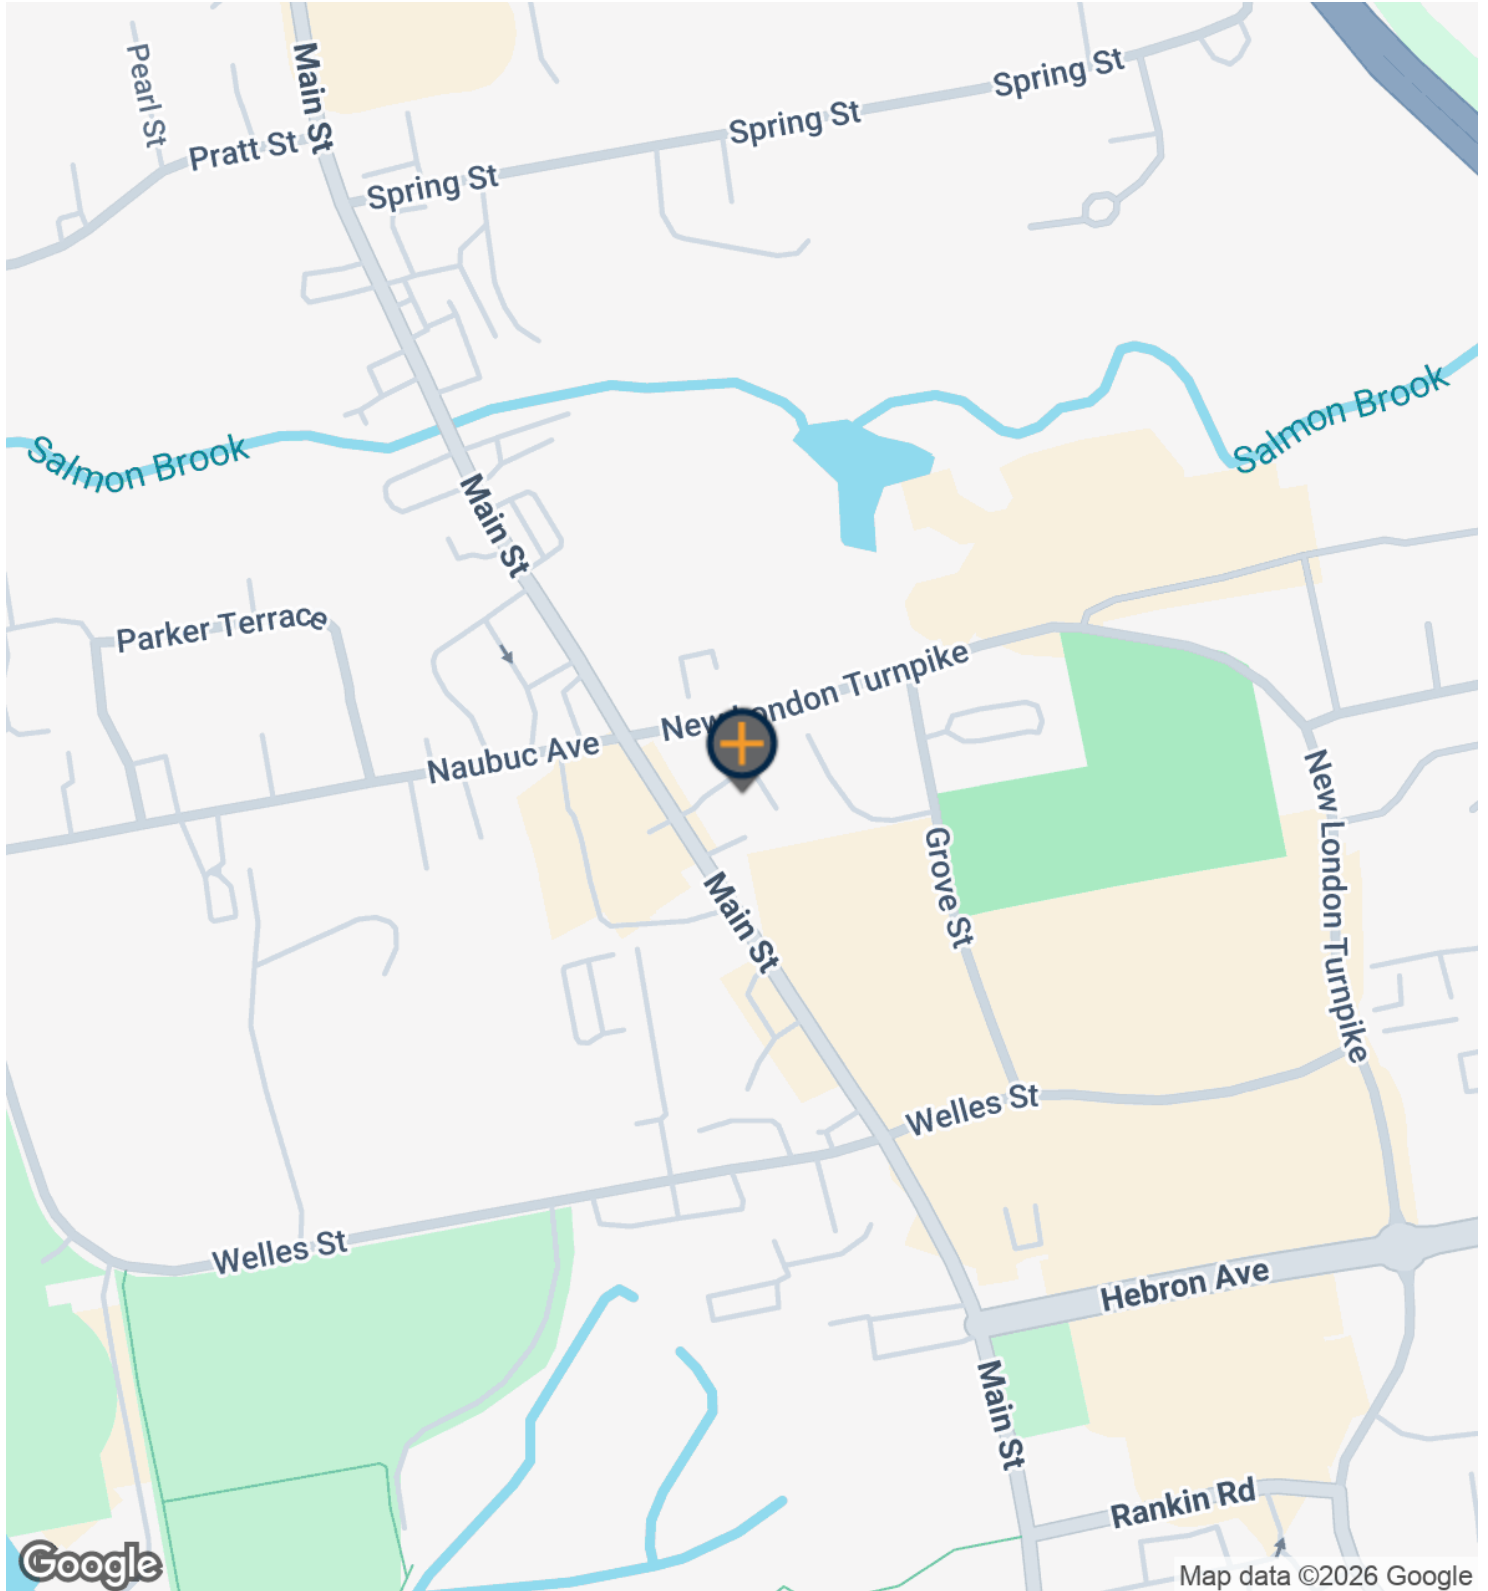 Pearl St
Main St
Pratt St
Spring St
Spring St
Spring St
Salmon Brook
Salmon Brook
Main St
Parker Terrace
New London Turnpike
Naubuc Ave
New London Turnpike
Grove St
Main St
Welles St
Welles St
Hebron Ave
Main St
Rankin Rd
Google
Map data ©2026 Google